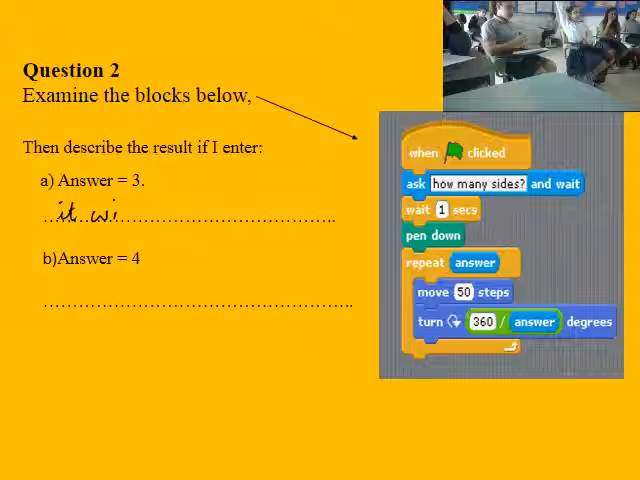 Question 2
Examine the blocks below,
Then describe the result if I enter:
a) Answer = 3.
it wi
b)Answer = 4
when clicked
ask how many sides? and wait
wait 1 secs
pen down
repeat answer
move 50 steps
turn 360 / answer degrees